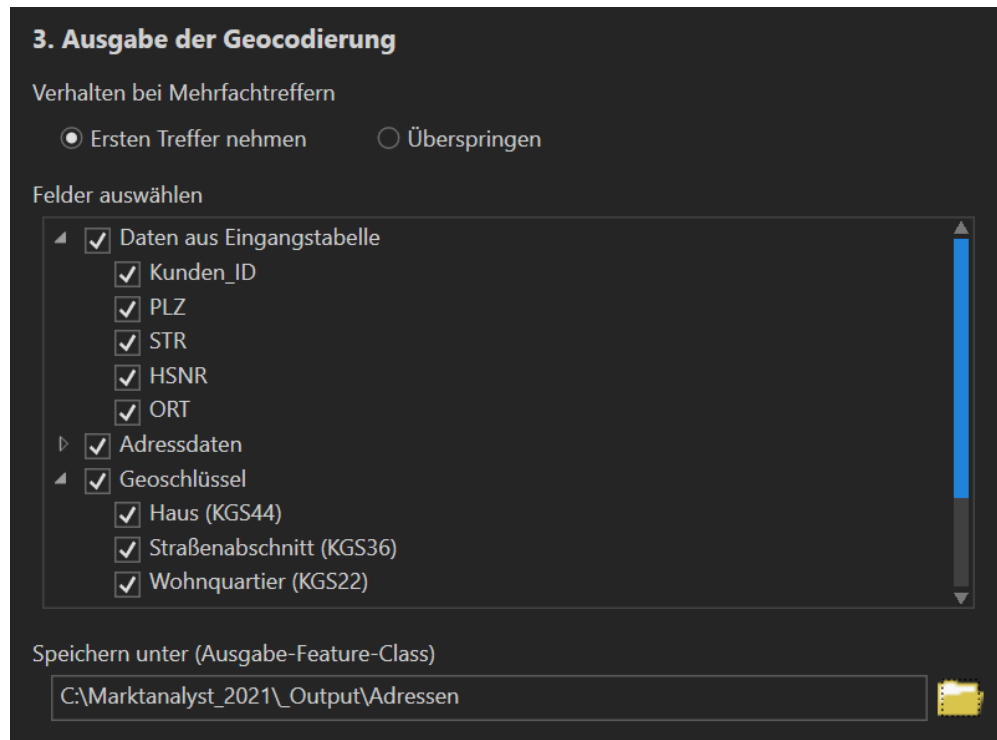 3. Ausgabe der Geocodierung
Verhalten bei Mehrfachtreffern
Ersten Treffer nehmen Überspringen
Felder auswählen
Daten aus Eingangstabelle
Kunden_ID
PLZ
STR
HSNR
ORT
Adressdaten
Geoschlüssel
Haus (KGS44)
Straßenabschnitt (KGS36)
Wohnquartier (KGS22)
Speichern unter (Ausgabe-Feature-Class)
C:\Marktanalyst_2021\_Output\Adressen